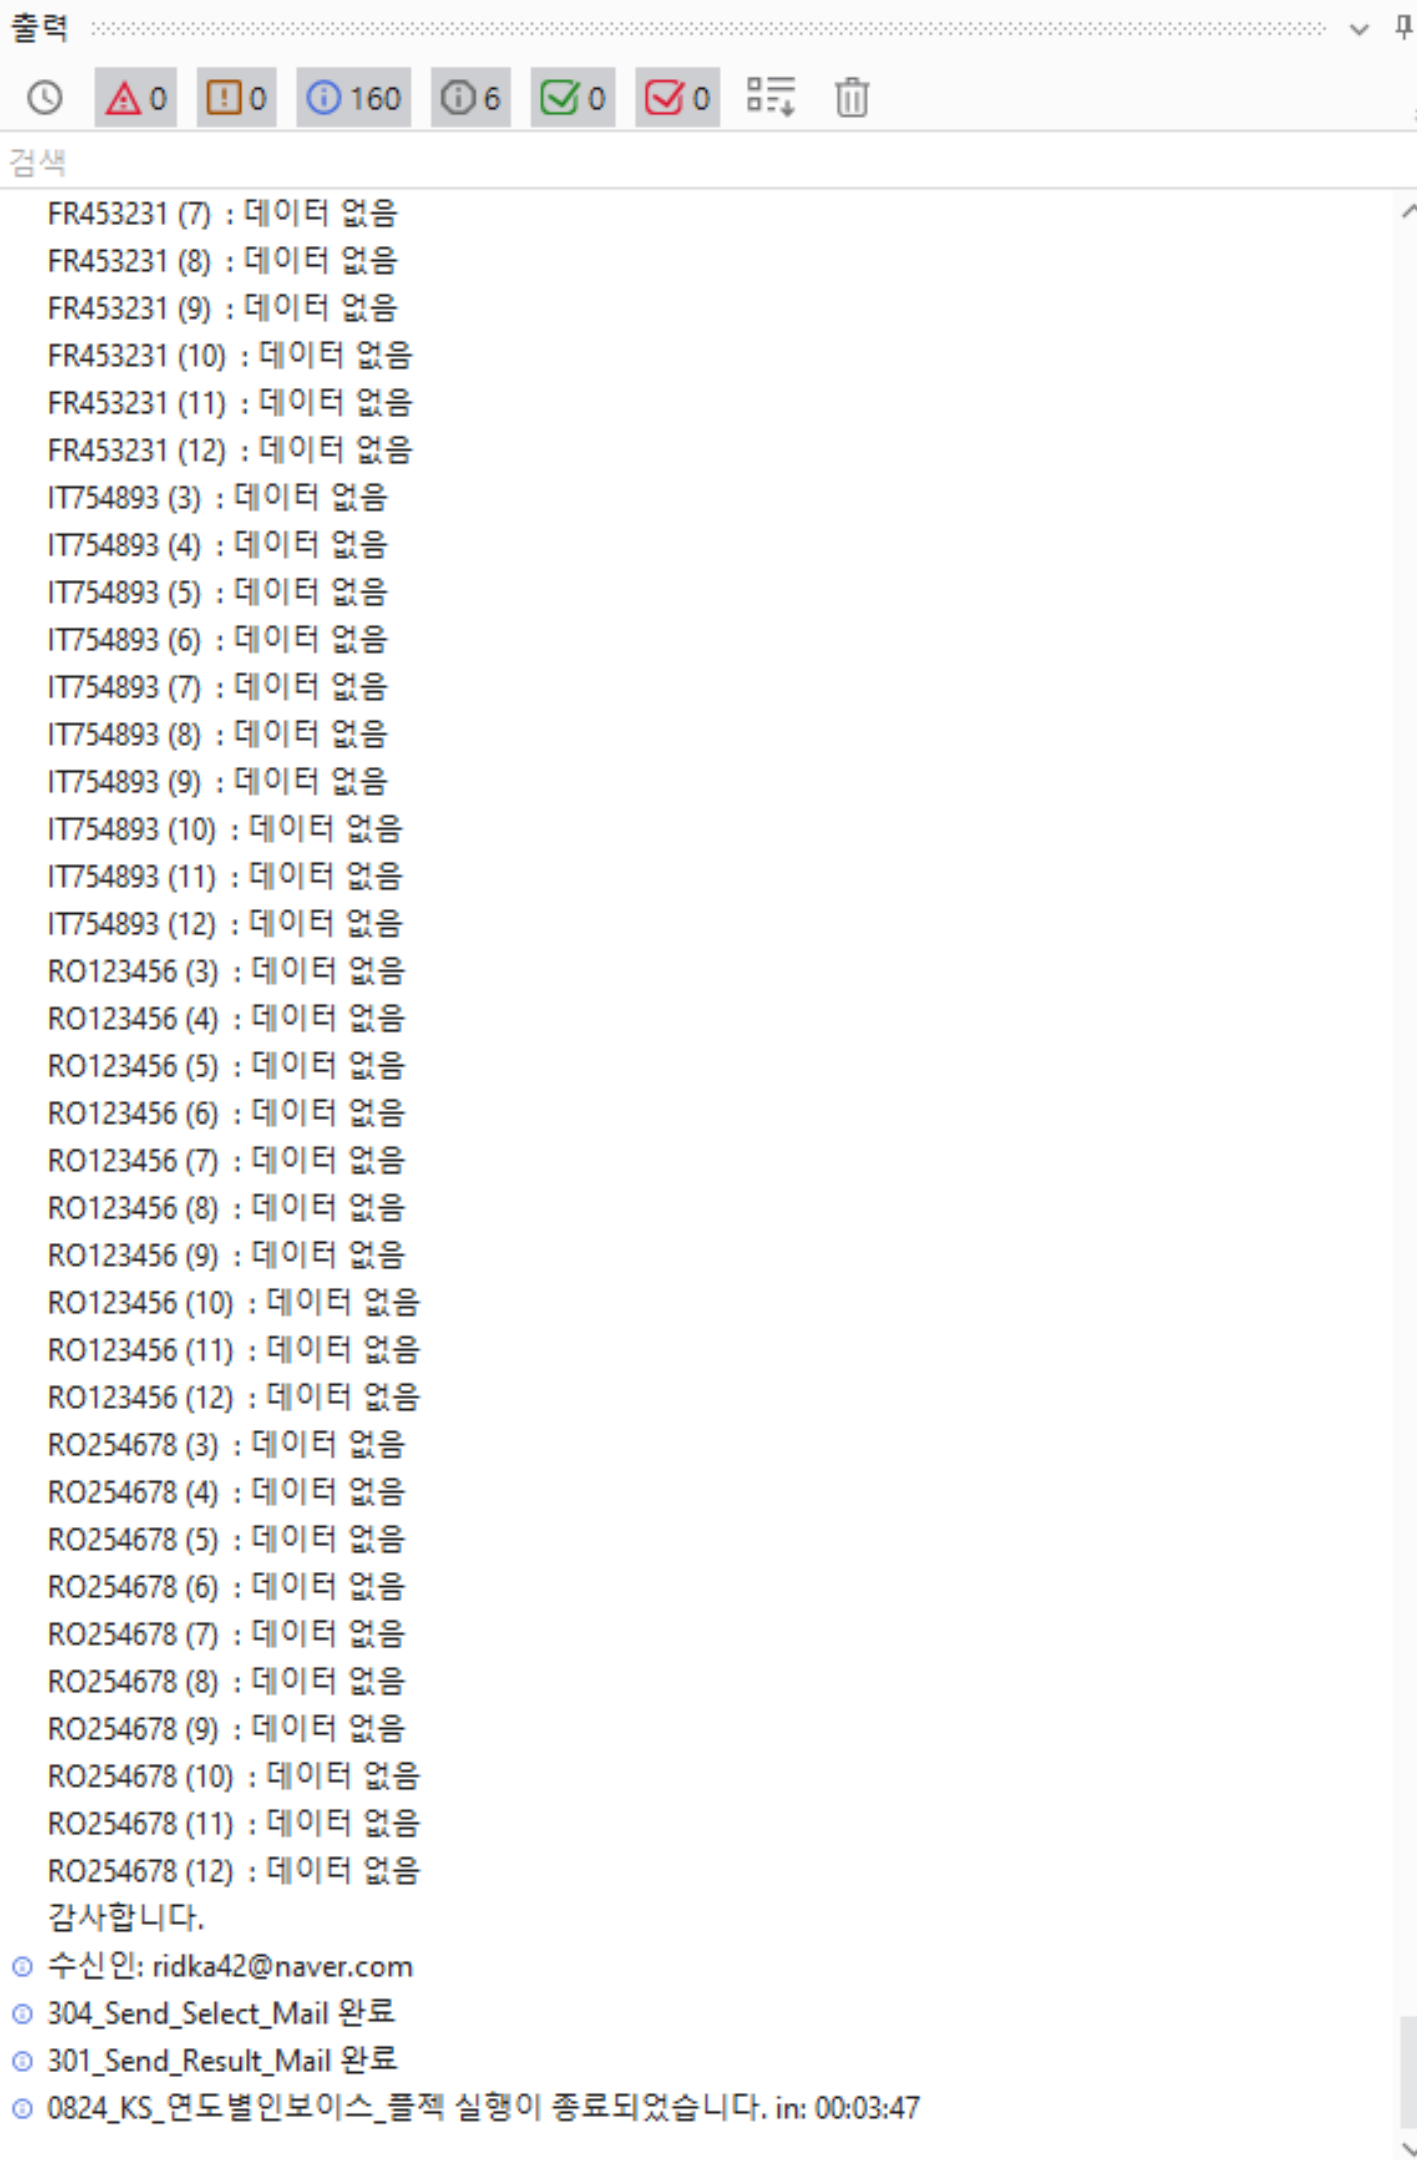 출력
0 0 160 6 0 0
검색
FR453231 (7) : 데이터 없음
FR453231 (8) : 데이터 없음
FR453231 (9) : 데이터 없음
FR453231 (10) : 데이터 없음
FR453231 (11) : 데이터 없음
FR453231 (12) : 데이터 없음
IT754893 (3) : 데이터 없음
IT754893 (4) : 데이터 없음
IT754893 (5) : 데이터 없음
IT754893 (6) : 데이터 없음
IT754893 (7) : 데이터 없음
IT754893 (8) : 데이터 없음
IT754893 (9) : 데이터 없음
IT754893 (10) : 데이터 없음
IT754893 (11) : 데이터 없음
IT754893 (12) : 데이터 없음
RO123456 (3) : 데이터 없음
RO123456 (4) : 데이터 없음
RO123456 (5) : 데이터 없음
RO123456 (6) : 데이터 없음
RO123456 (7) : 데이터 없음
RO123456 (8) : 데이터 없음
RO123456 (9) : 데이터 없음
RO123456 (10) : 데이터 없음
RO123456 (11) : 데이터 없음
RO123456 (12) : 데이터 없음
RO254678 (3) : 데이터 없음
RO254678 (4) : 데이터 없음
RO254678 (5) : 데이터 없음
RO254678 (6) : 데이터 없음
RO254678 (7) : 데이터 없음
RO254678 (8) : 데이터 없음
RO254678 (9) : 데이터 없음
RO254678 (10) : 데이터 없음
RO254678 (11) : 데이터 없음
RO254678 (12) : 데이터 없음
감사합니다.
수신인: ridka42@naver.com
304_Send_Select_Mail 완료
301_Send_Result_Mail 완료
0824_KS_연도별인보이스_플젝 실행이 종료되었습니다. in: 00:03:47